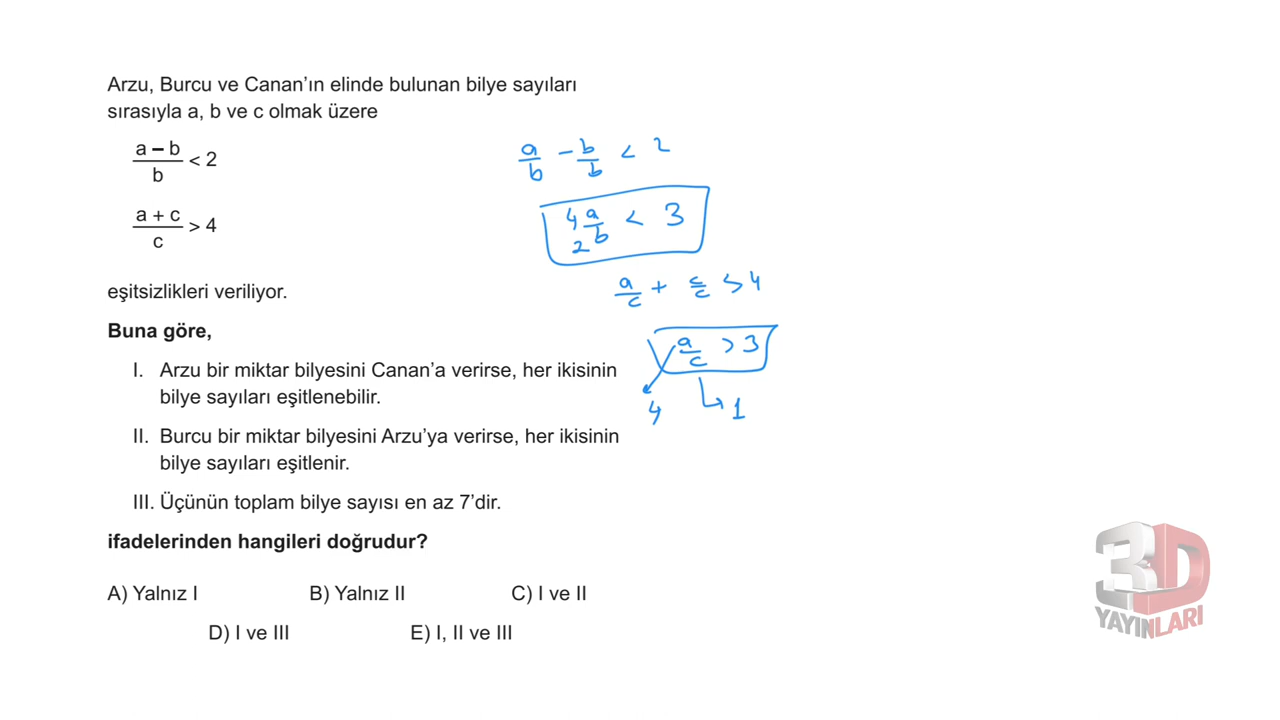 Arzu, Burcu ve Canan'ın elinde bulunan bilye sayıları
sırasıyla a, b ve c olmak üzere
a – b
b
< 2
a + c
c
> 4
eşitsizlikleri veriliyor.
Buna göre,
I. Arzu bir miktar bilyesini Canan'a verirse, her ikisinin
bilye sayıları eşitlenebilir.
II. Burcu bir miktar bilyesini Arzu'ya verirse, her ikisinin
bilye sayıları eşitlenir.
III. Üçünün toplam bilye sayısı en az 7'dir.
ifadelerinden hangileri doğrudur?
A) Yalnız I B) Yalnız II C) I ve II
D) I ve III E) I, II ve III
a/b – b/b < 2
4 a/b < 3
2
a/c + c/c > 4
a/c > 3
4 1
3D
YAYINLARI